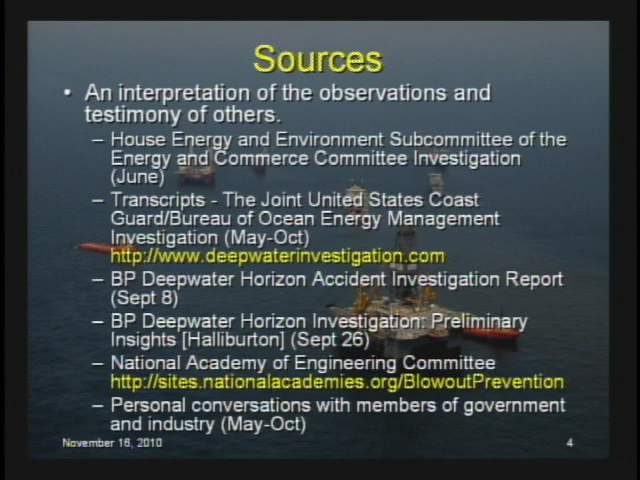 Sources
• An interpretation of the observations and
testimony of others.
– House Energy and Environment Subcommittee of the
Energy and Commerce Committee Investigation
(June)
– Transcripts - The Joint United States Coast
Guard/Bureau of Ocean Energy Management
Investigation (May-Oct)
http://www.deepwaterinvestigation.com
– BP Deepwater Horizon Accident Investigation Report
(Sept 8)
– BP Deepwater Horizon Investigation: Preliminary
Insights [Halliburton] (Sept 26)
– National Academy of Engineering Committee
http://sites.nationalacademies.org/BlowoutPrevention
– Personal conversations with members of government
and industry (May-Oct)
November 16, 2010
4